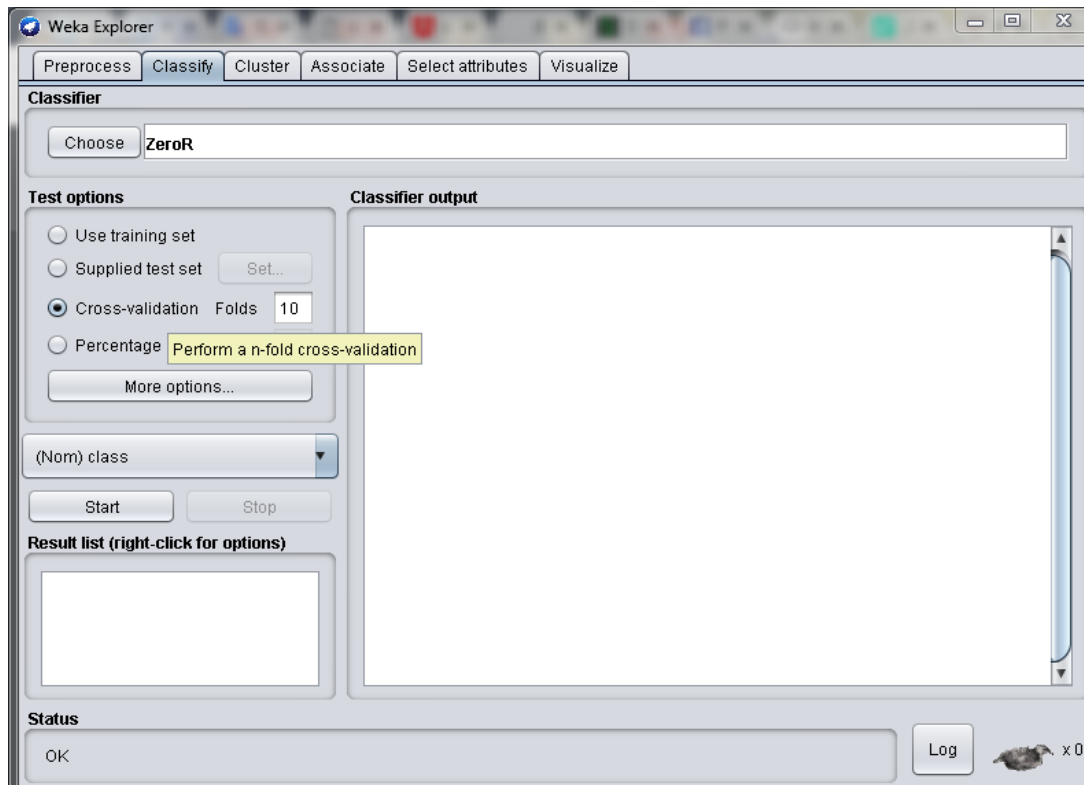 Weka Explorer
Preprocess Classify Cluster Associate Select attributes Visualize
Classifier
Choose ZeroR
Test options
Use training set
Supplied test set Set...
Cross-validation Folds 10
Percentage
Perform a n-fold cross-validation
More options...
(Nom) class
Start Stop
Result list (right-click for options)
Classifier output
Status
OK
Log
x 0